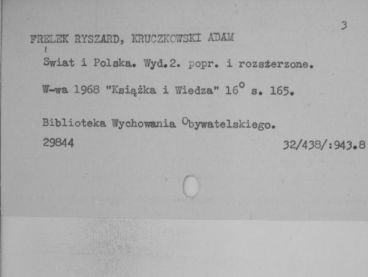 3
FRELEK RYSZARD, KRUCZKOWSKI ADAM
Świat i Polska. Wyd.2. popr. i rozszerzone.
W-wa 1968 "Książka i Wiedza" 16° s. 165.
Biblioteka Wychowania Obywatelskiego.
29844 32/438/:943.8